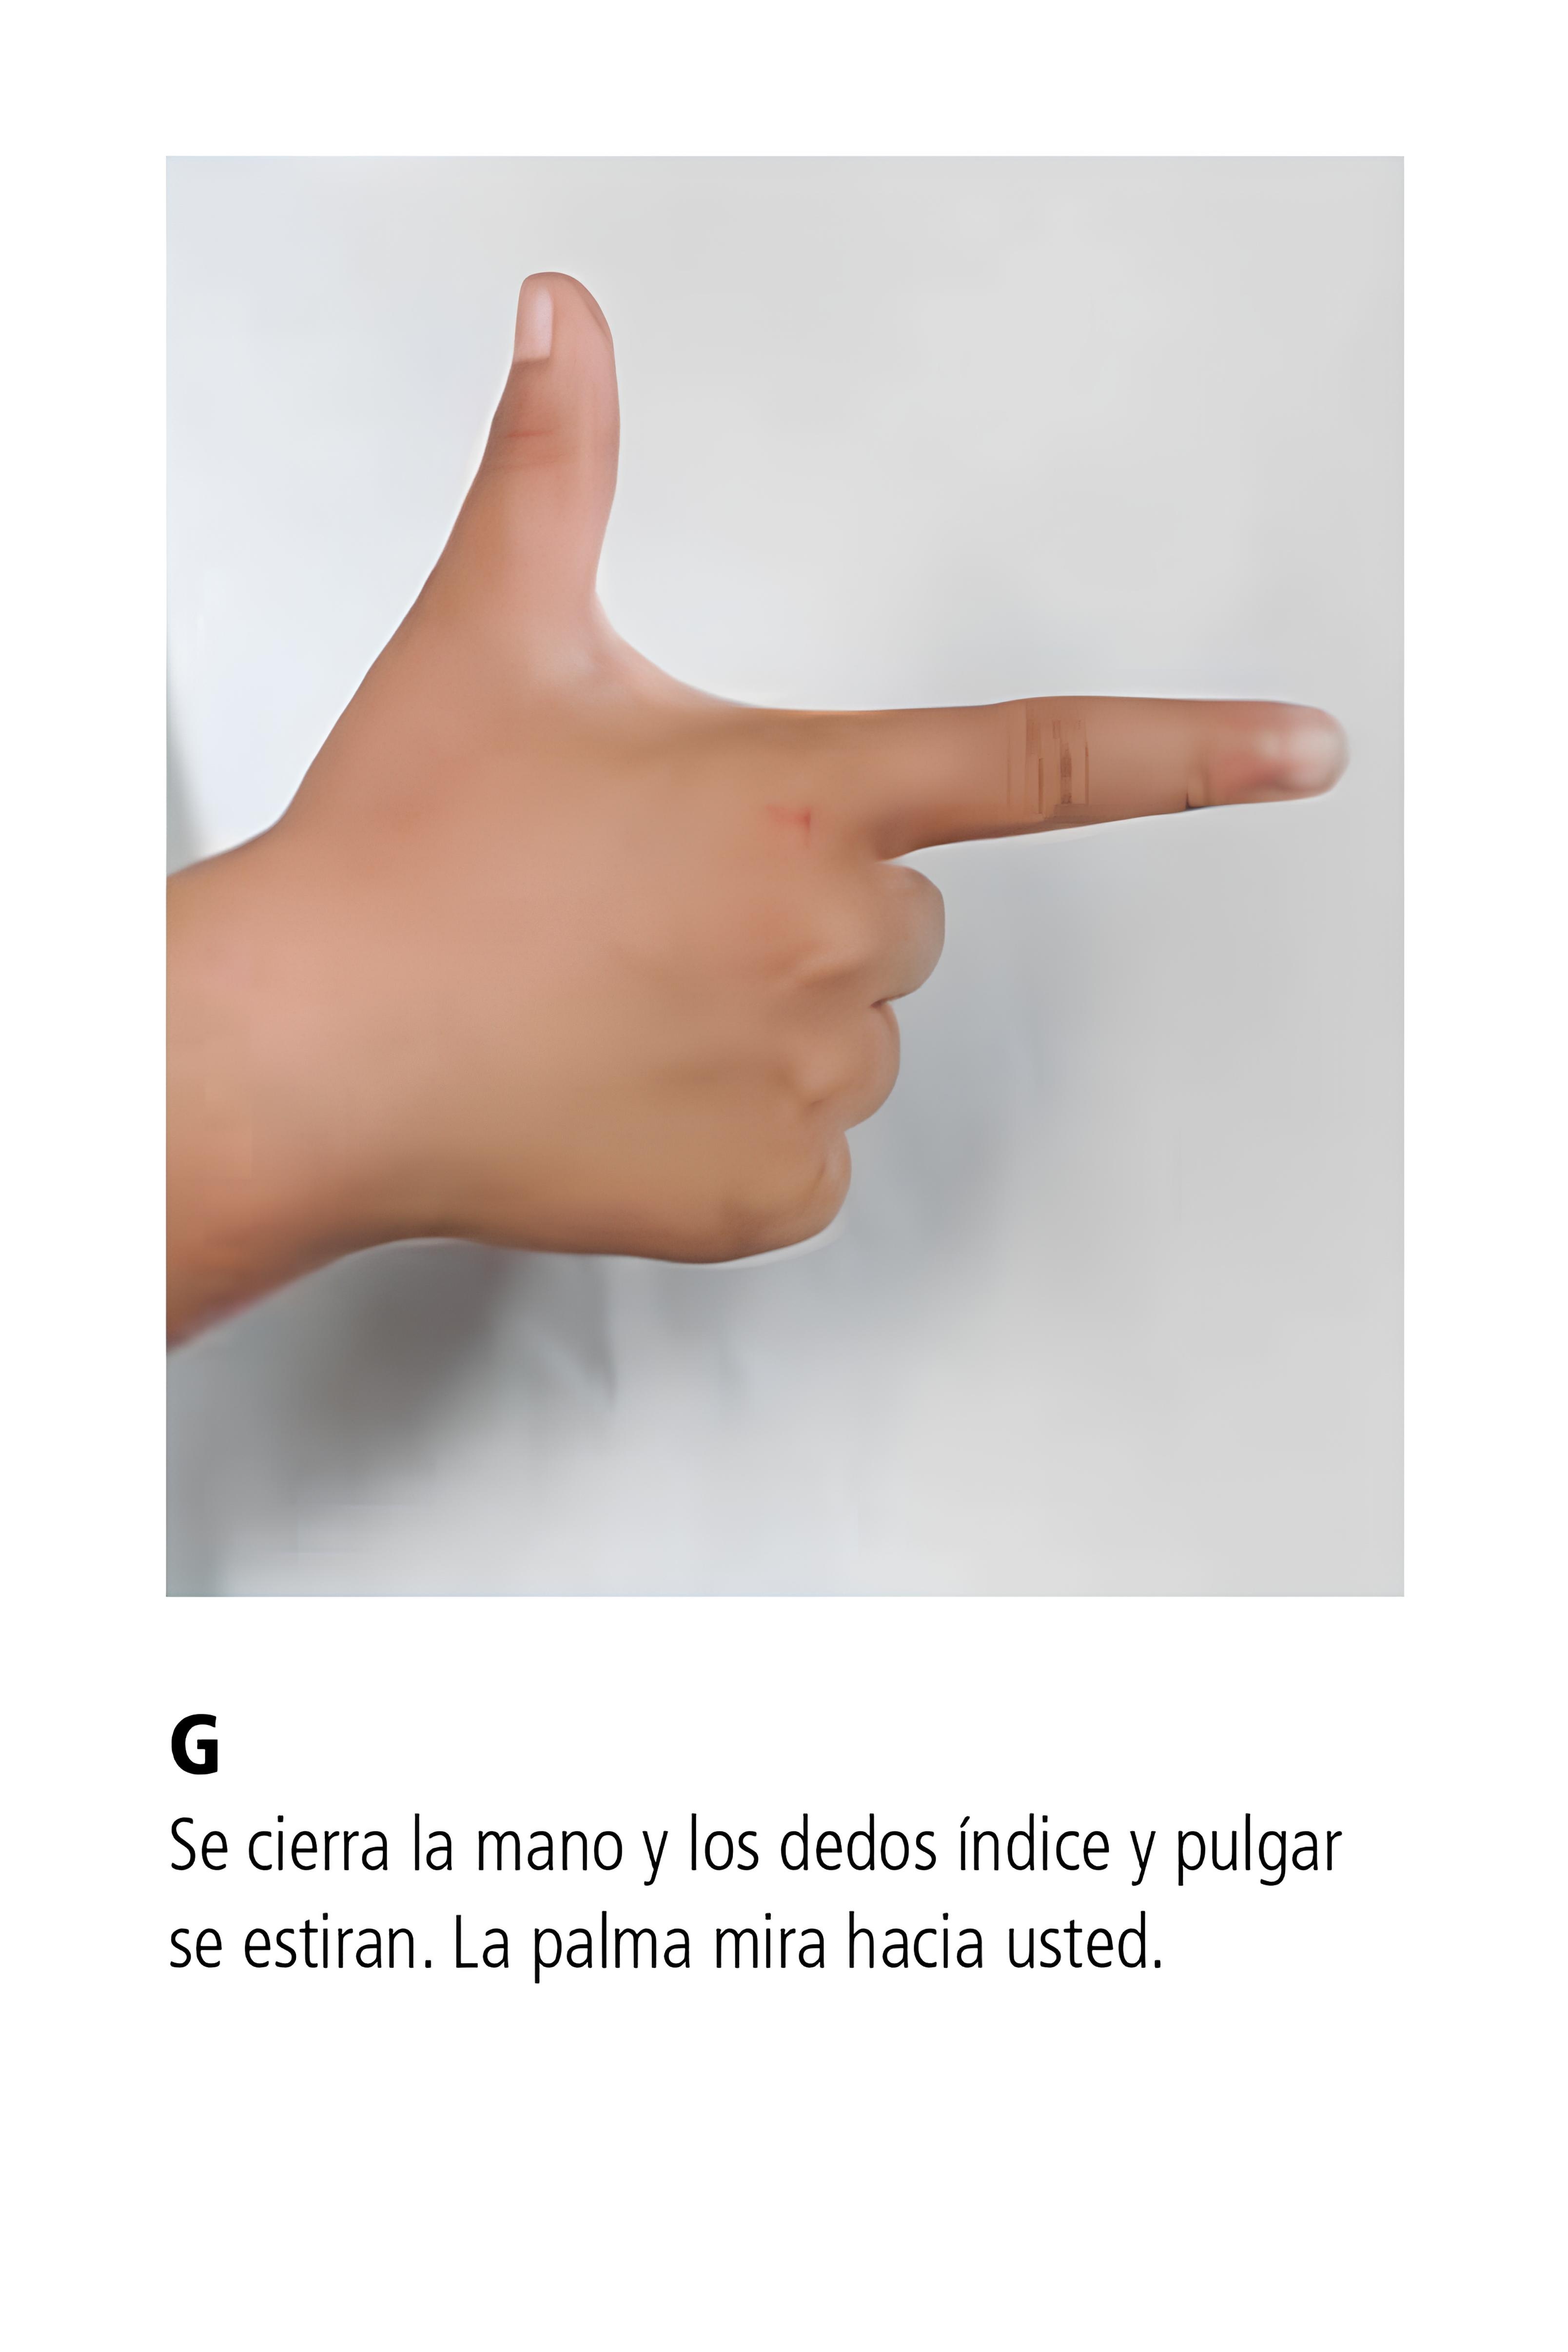 G
Se cierra la mano y los dedos índice y pulgar
se estiran. La palma mira hacia usted.